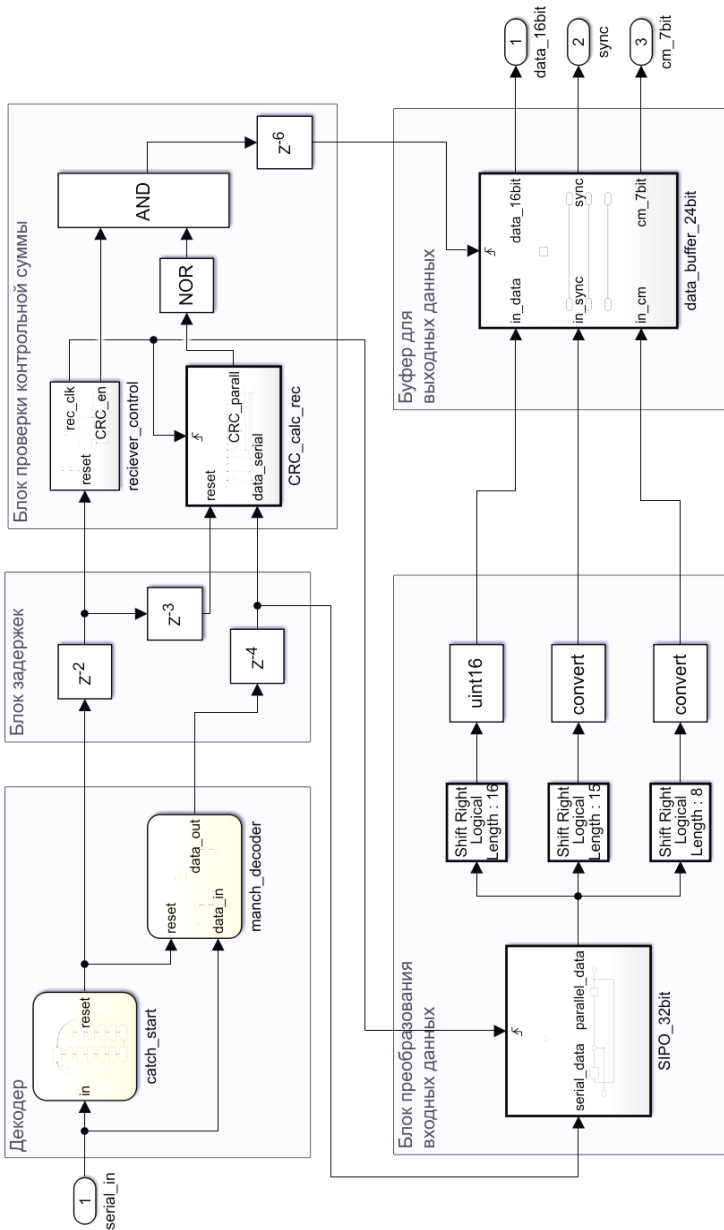 1
serial_in
Декодер
in
reset
catch_start
reset
data_in
data_out
manch_decoder
Блок задержек
Z-2
Z-3
Z-4
Блок проверки контрольной суммы
reset
rec_clk
CRC_en
reciever_control
reset
data_serial
CRC_parall
CRC_calc_rec
NOR
AND
Z-6
Блок преобразования
входных данных
serial_data
parallel_data
SIPO_32bit
Shift Right
Logical
Length : 16
Shift Right
Logical
Length : 15
Shift Right
Logical
Length : 8
uint16
convert
convert
Буфер для
выходных данных
in_data
in_sync
in_cm
data_16bit
sync
cm_7bit
data_buffer_24bit
1
data_16bit
2
sync
3
cm_7bit